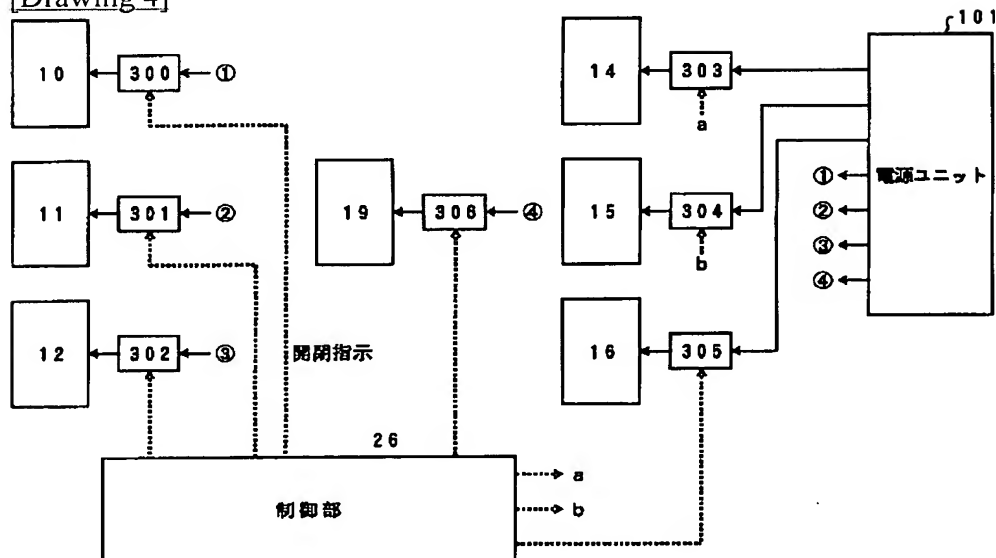 [Drawing 4]
101
10 300 ①
14 303
a
電源ユニット
11 301 ②
19 306 ④
15 304
b
①
②
③
④
12 302 ③
開閉指示
16 305
26
制御部
a
b